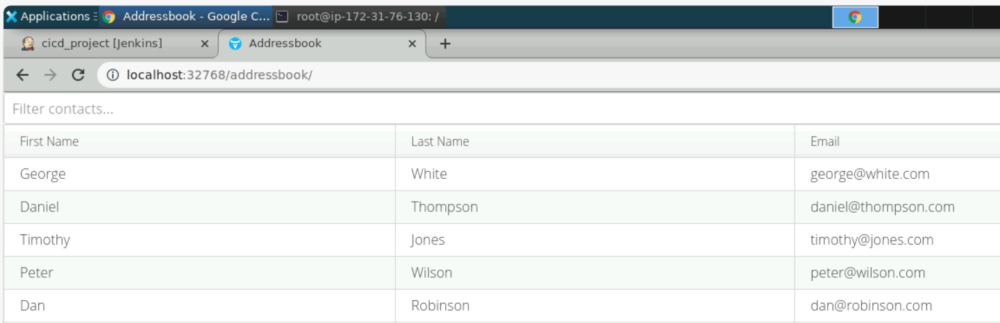 Applications Addressbook - Google C... root@ip-172-31-76-130: /
cicd_project [Jenkins] Addressbook
localhost:32768/addressbook/
Filter contacts...
First Name Last Name Email
George White george@white.com
Daniel Thompson daniel@thompson.com
Timothy Jones timothy@jones.com
Peter Wilson peter@wilson.com
Dan Robinson dan@robinson.com